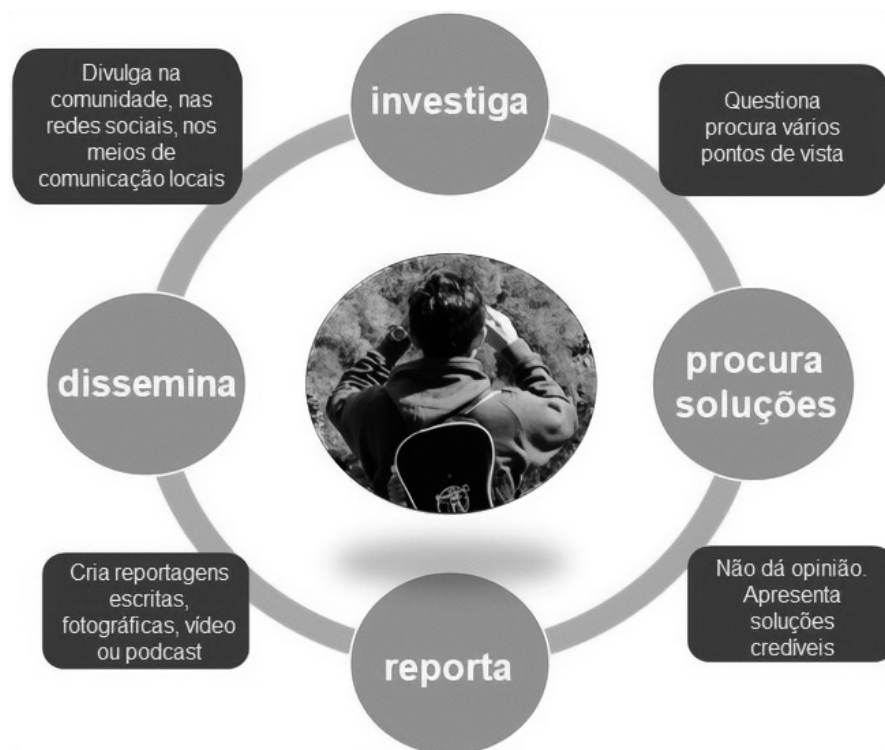 investiga
Questiona
procura vários
pontos de vista
procura
soluções
Não dá opinião.
Apresenta
soluções
credíveis
reporta
Cria reportagens
escritas,
fotográficas, vídeo
ou podcast
dissemina
Divulga na
comunidade, nas
redes sociais, nos
meios de
comunicação locais